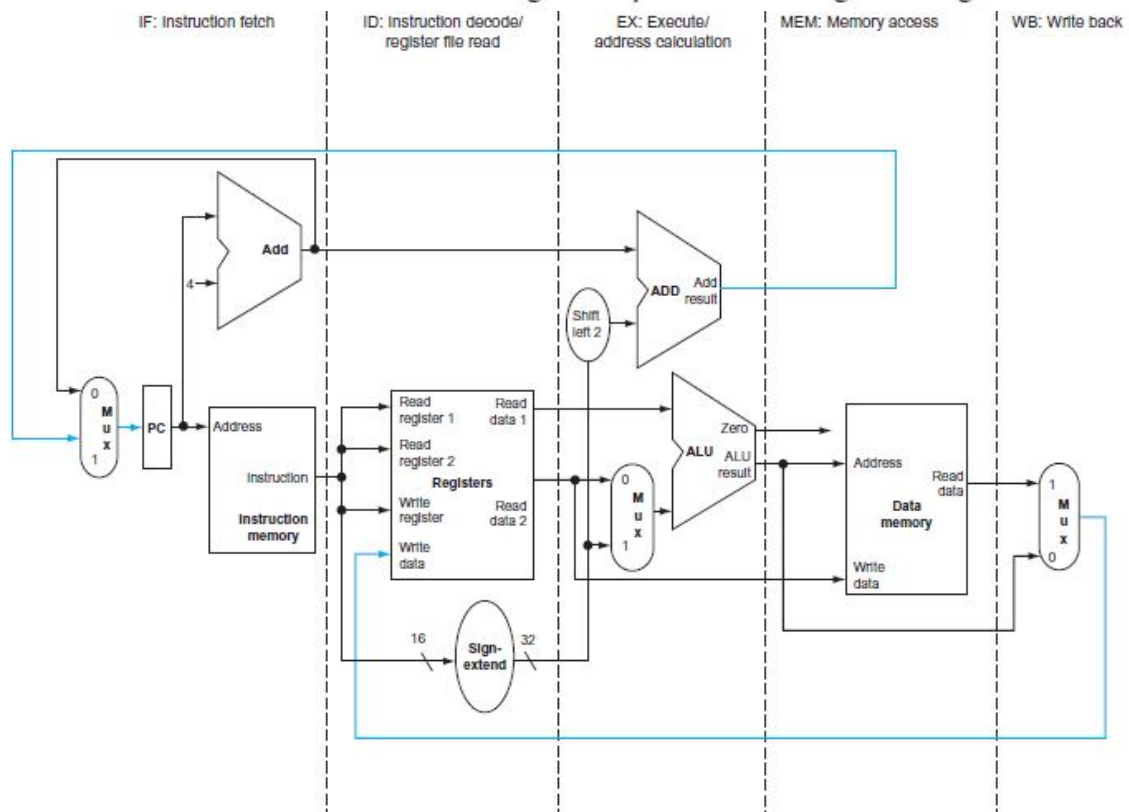 IF: Instruction fetch
ID: Instruction decode/
register file read
EX: Execute/
address calculation
MEM: Memory access
WB: Write back
Add
4
ADD
Add
result
Shift
left 2
0
M
u
x
1
PC
Address
Instruction
Instruction
memory
Read
register 1
Read
data 1
Read
register 2
Registers
Write
register
Read
data 2
Write
data
16
Sign-
extend
32
0
M
u
x
1
Zero
ALU
ALU
result
Address
Read
data
Data
memory
Write
data
1
M
u
x
0